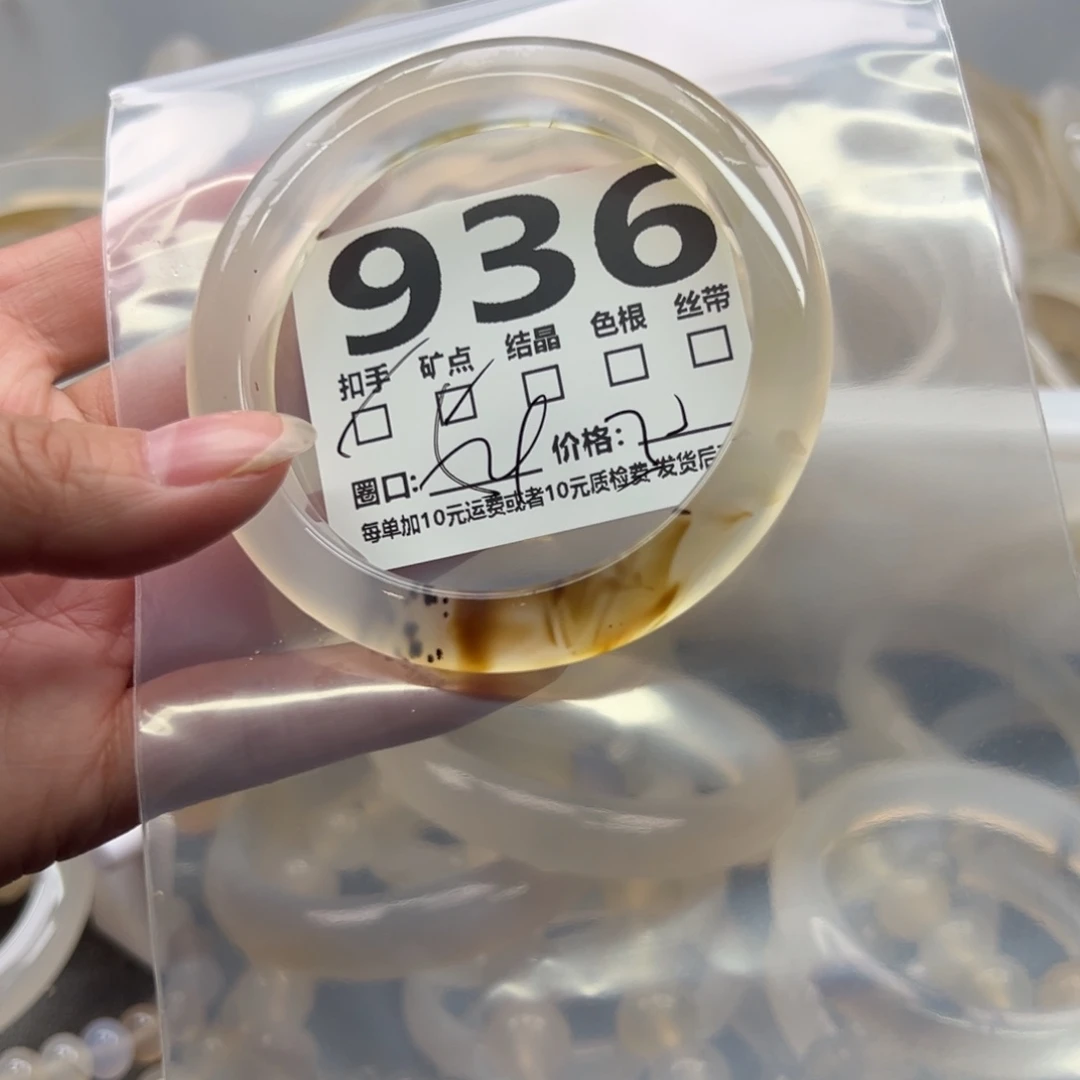 936
扣手 矿点 结晶 色根 丝带
圈口: 价格:
每单加10元运费或者10元质检费 发货后